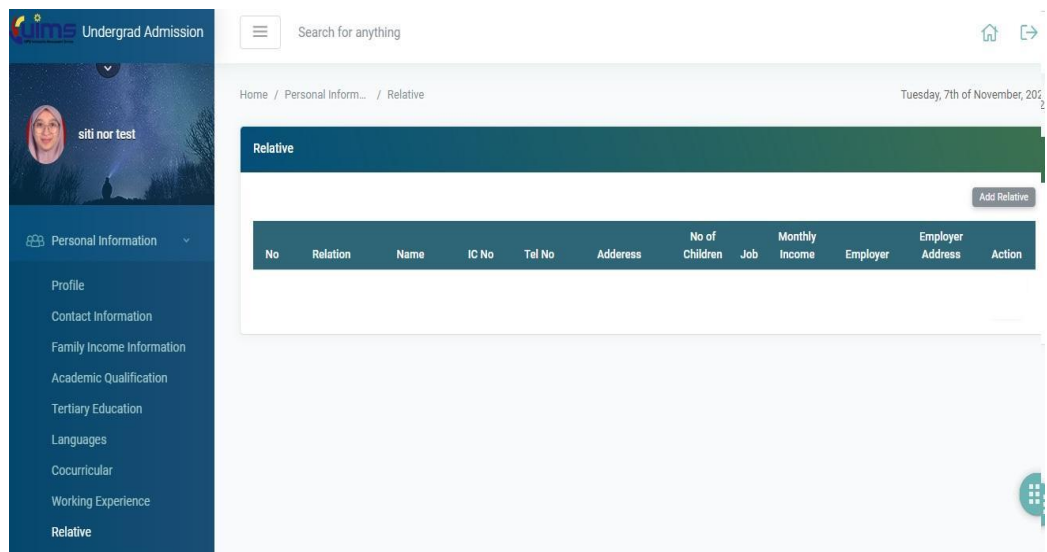 uims Undergrad Admission
Search for anything
siti nor test
Home / Personal Inform... / Relative
Tuesday, 7th of November, 202
Relative
Add Relative
No Relation Name IC No Tel No Adderess No of Children Job Monthly Income Employer Employer Address Action
Personal Information
Profile
Contact Information
Family Income Information
Academic Qualification
Tertiary Education
Languages
Cocurricular
Working Experience
Relative